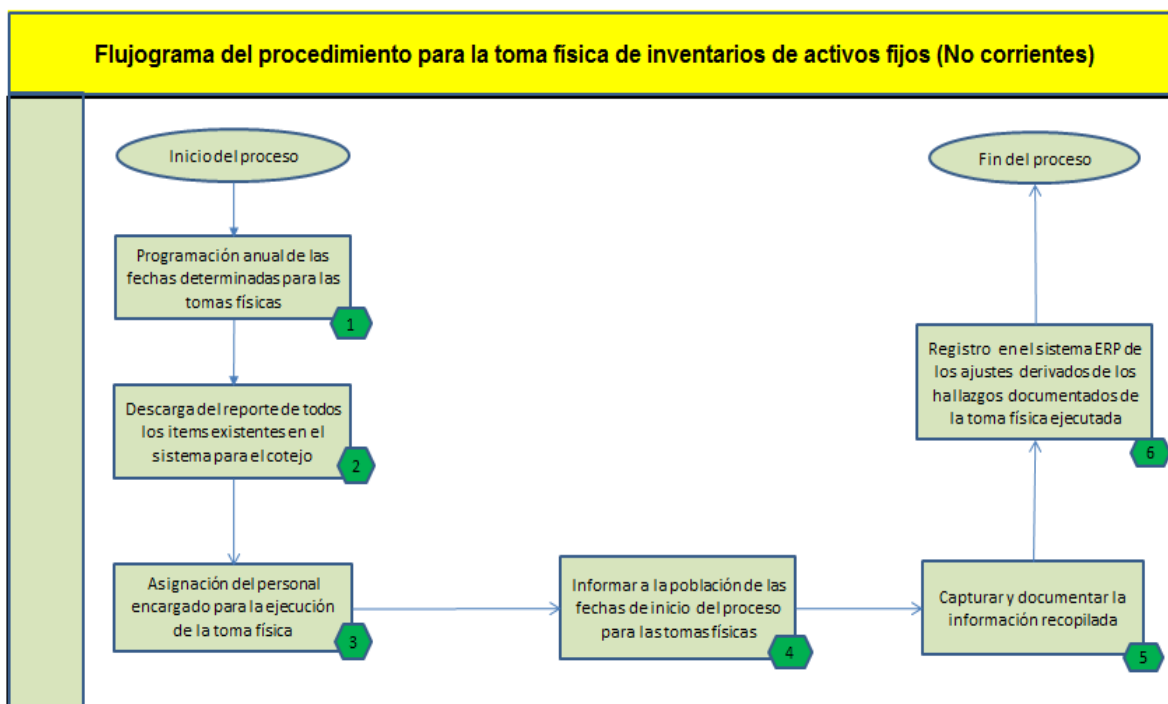 Flujograma del procedimiento para la toma física de inventarios de activos fijos (No corrientes)
Inicio del proceso
Programación anual de las
fechas determinadas para las
tomas físicas
1
Descarga del reporte de todos
los items existentes en el
sistema para el cotejo
2
Asignación del personal
encargado para la ejecución
de la toma física
3
Informar a la población de las
fechas de inicio del proceso
para las tomas físicas
4
Capturar y documentar la
información recopilada
5
Registro en el sistema ERP de
los ajustes derivados de los
hallazgos documentados de
la toma física ejecutada
6
Fin del proceso